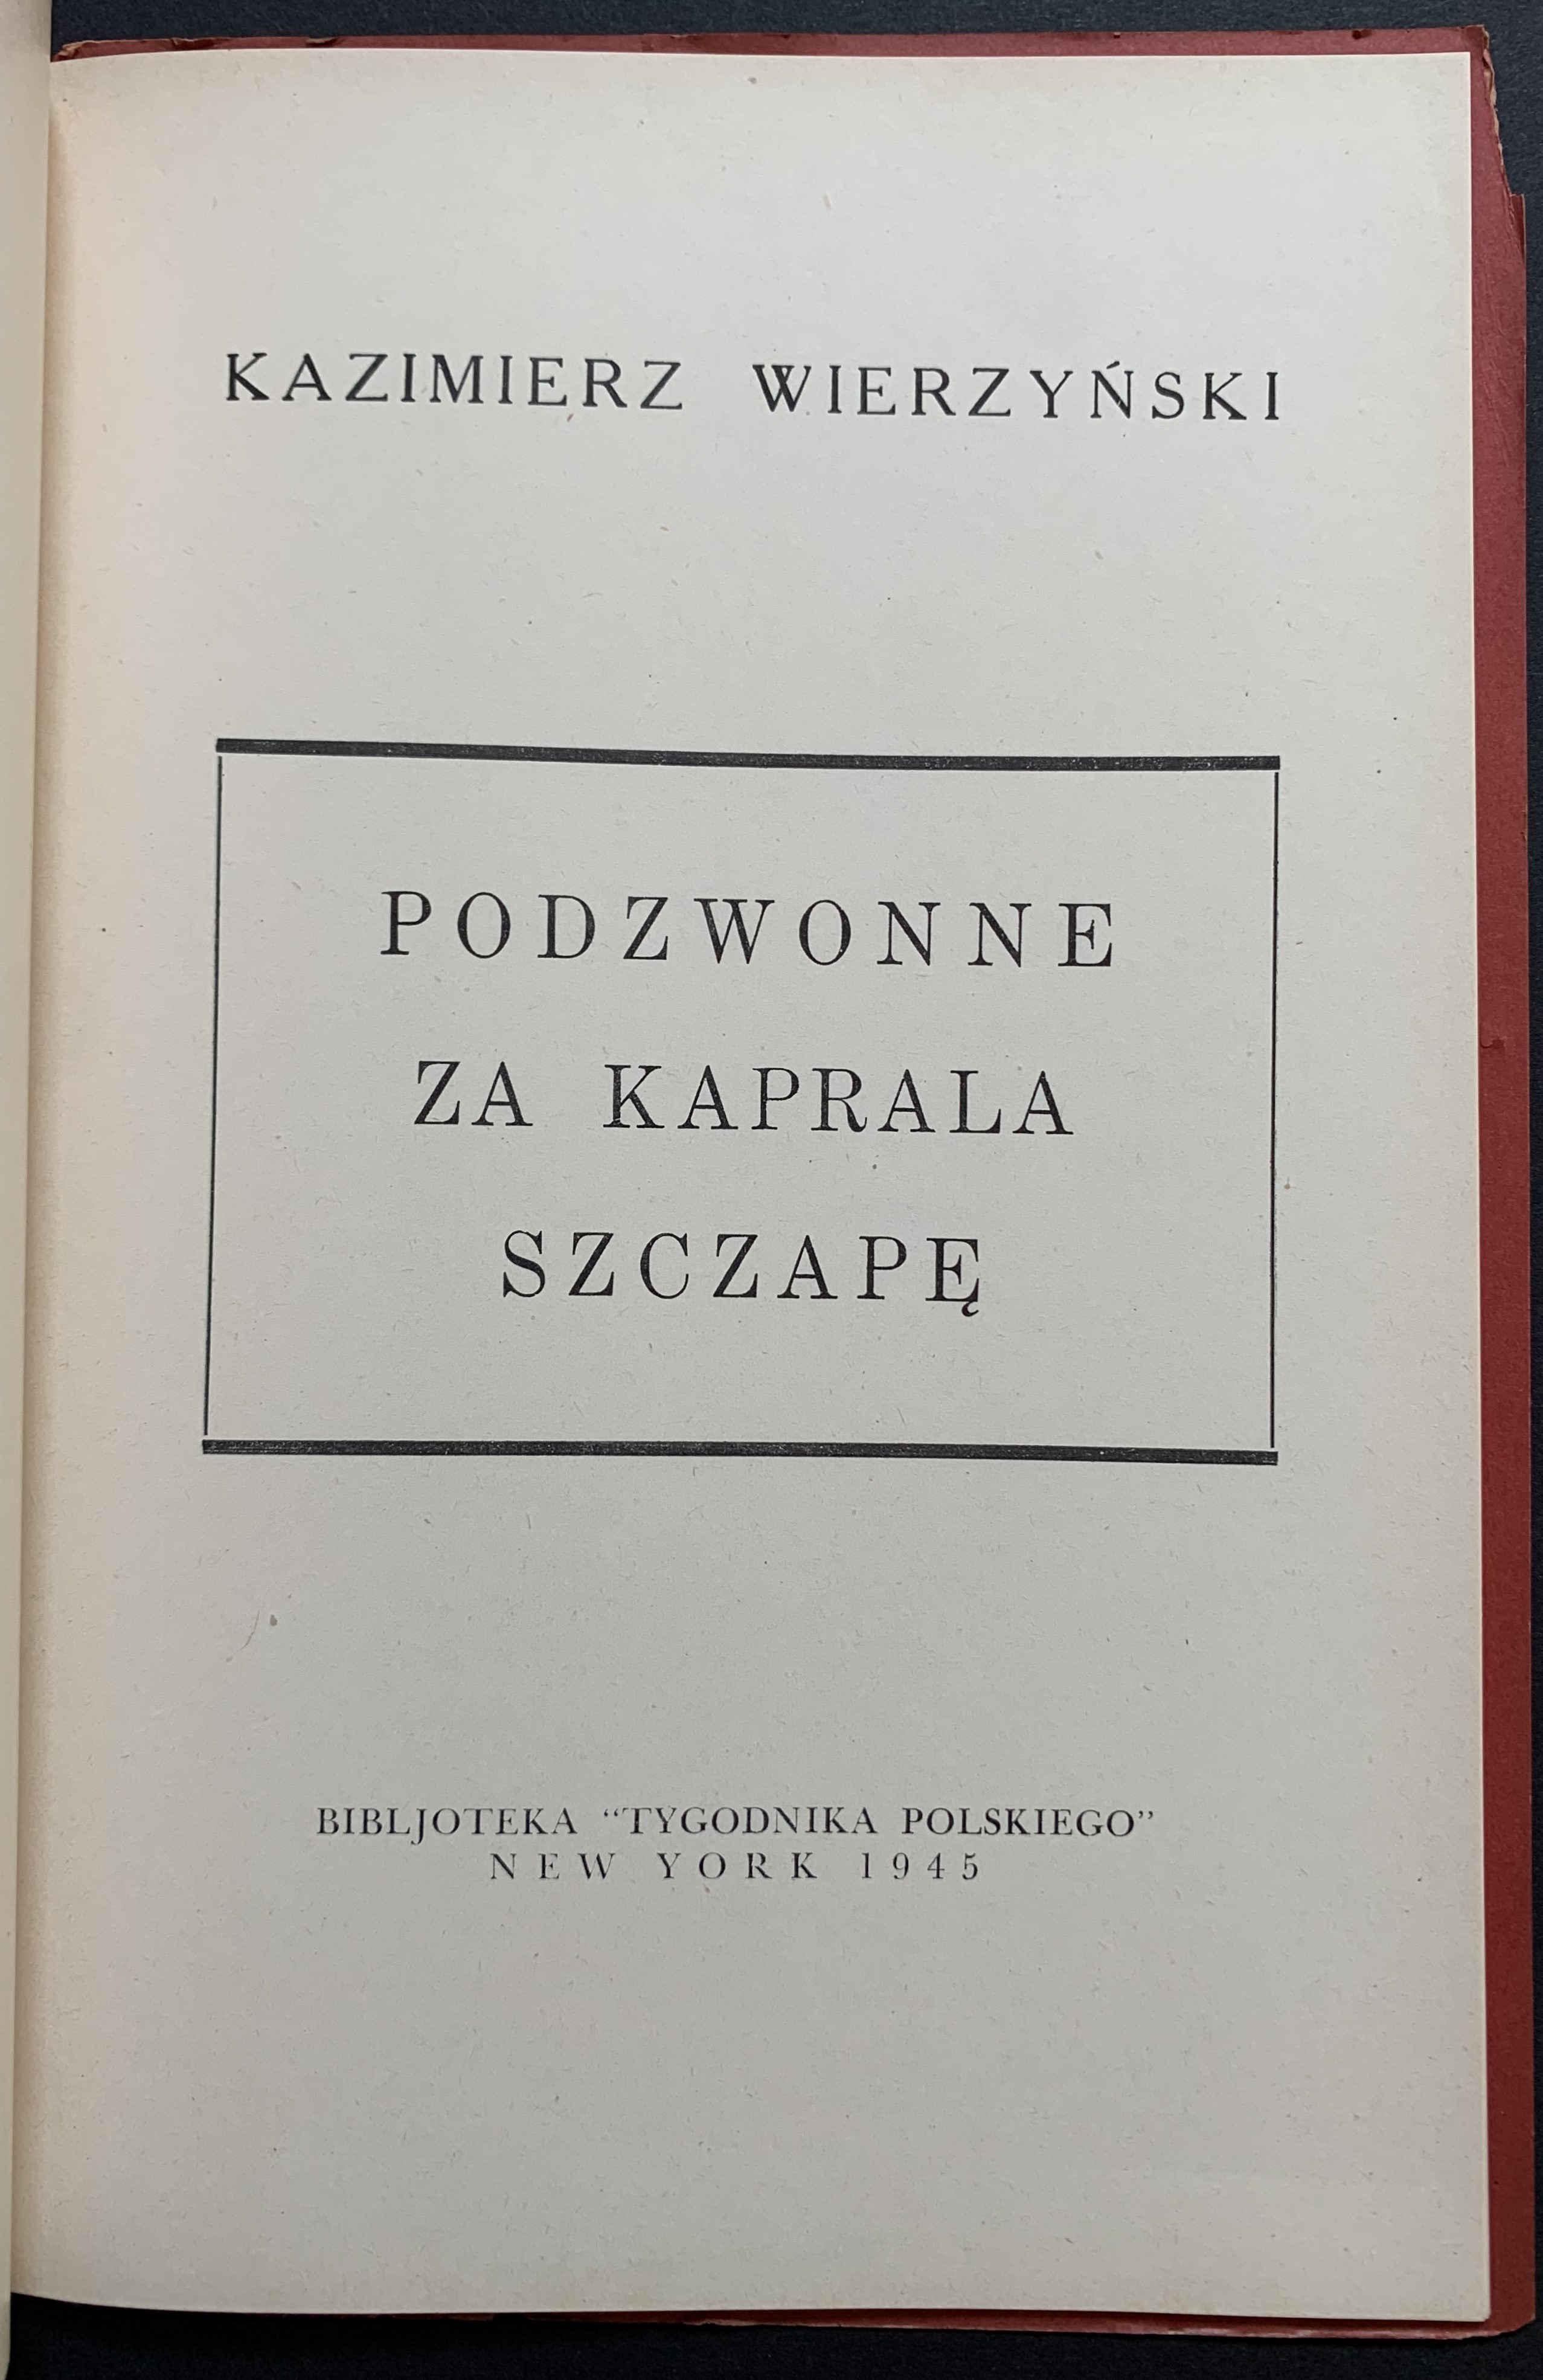 KAZIMIERZ WIERZYŃSKI
PODZWONNE
ZA KAPRALA
SZCZAPĘ
BIBLJOTEKA “TYGODNIKA POLSKIEGO”
NEW YORK 1945